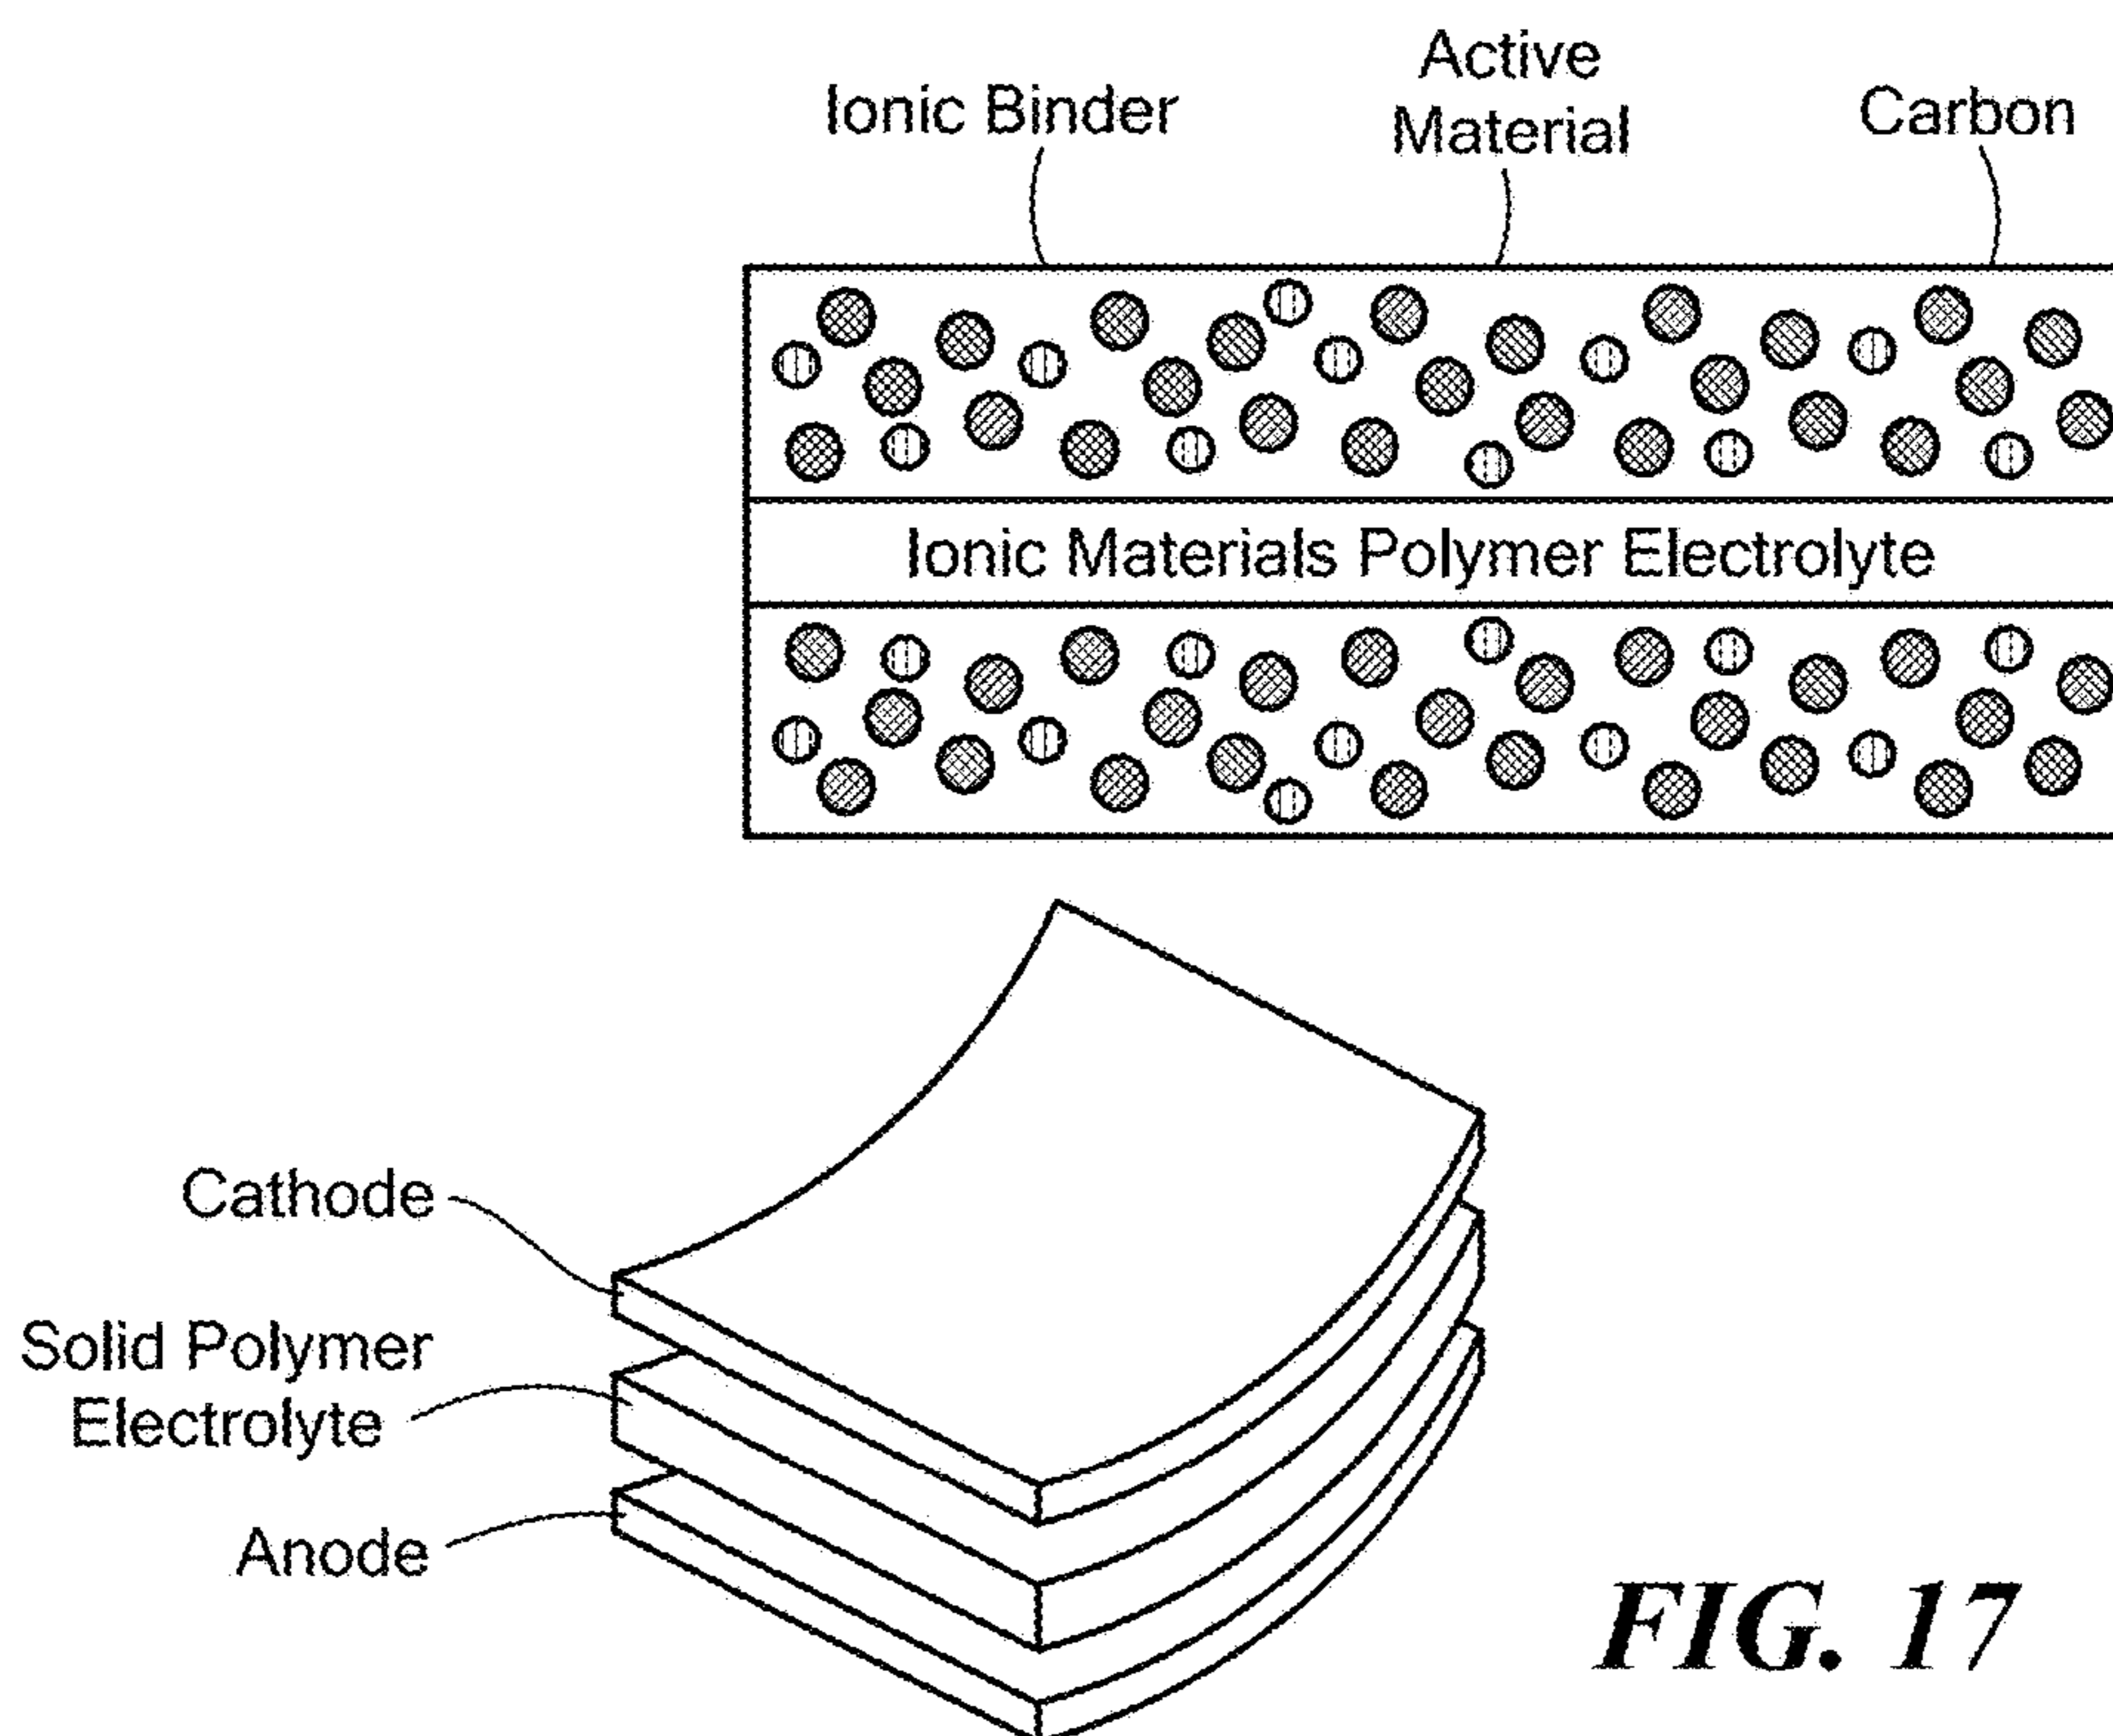 Ionic Binder
Active
Material
Carbon
Ionic Materials Polymer Electrolyte
Cathode
Solid Polymer
Electrolyte
Anode
FIG. 17